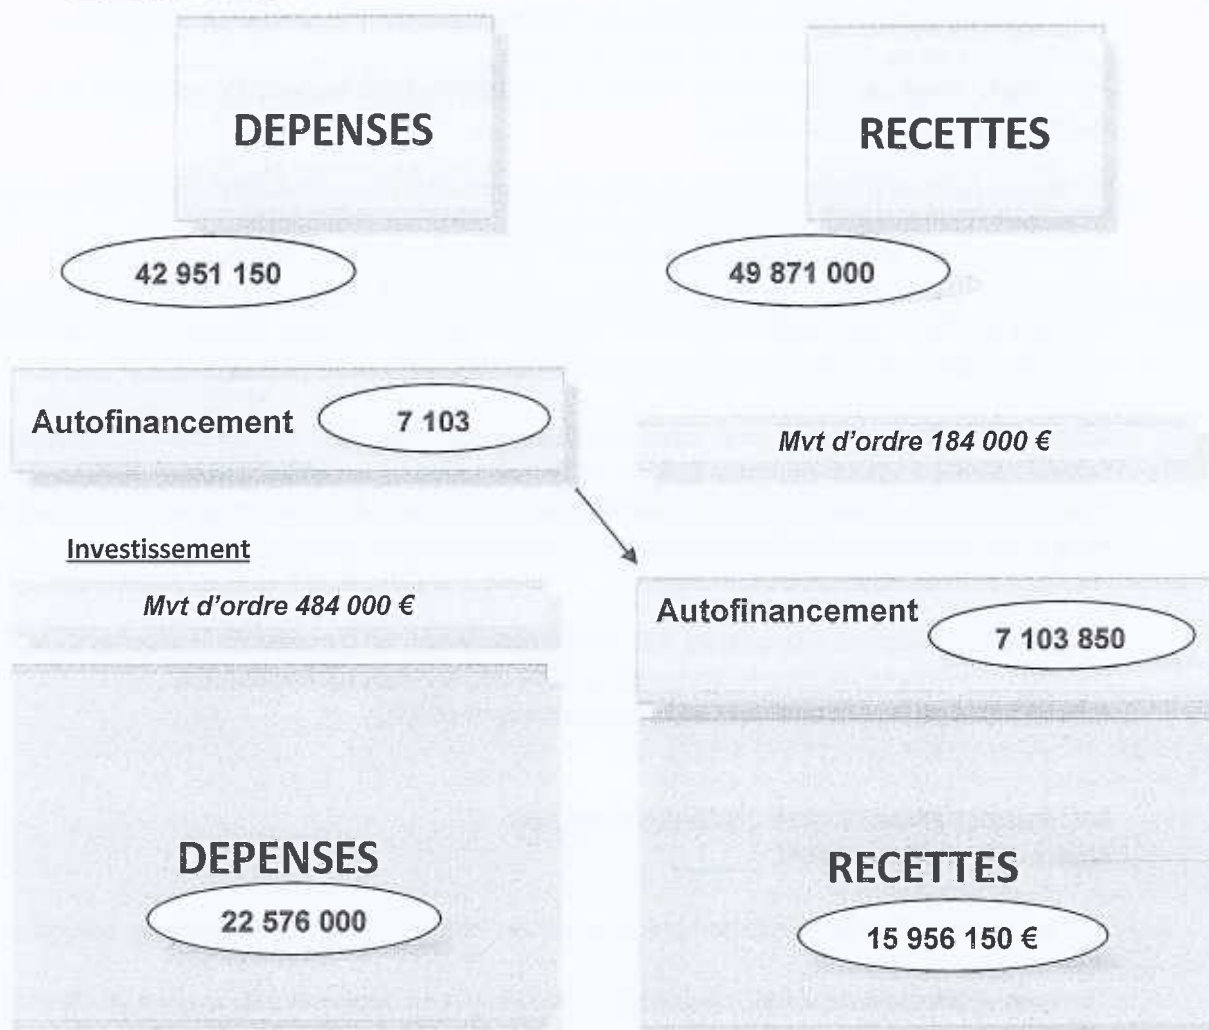 DEPENSES
RECETTES
42 951 150
49 871 000
Autofinancement
7 103
Mvt d'ordre 184 000 €
Investissement
Mvt d'ordre 484 000 €
Autofinancement
7 103 850
DEPENSES
RECETTES
22 576 000
15 956 150 €